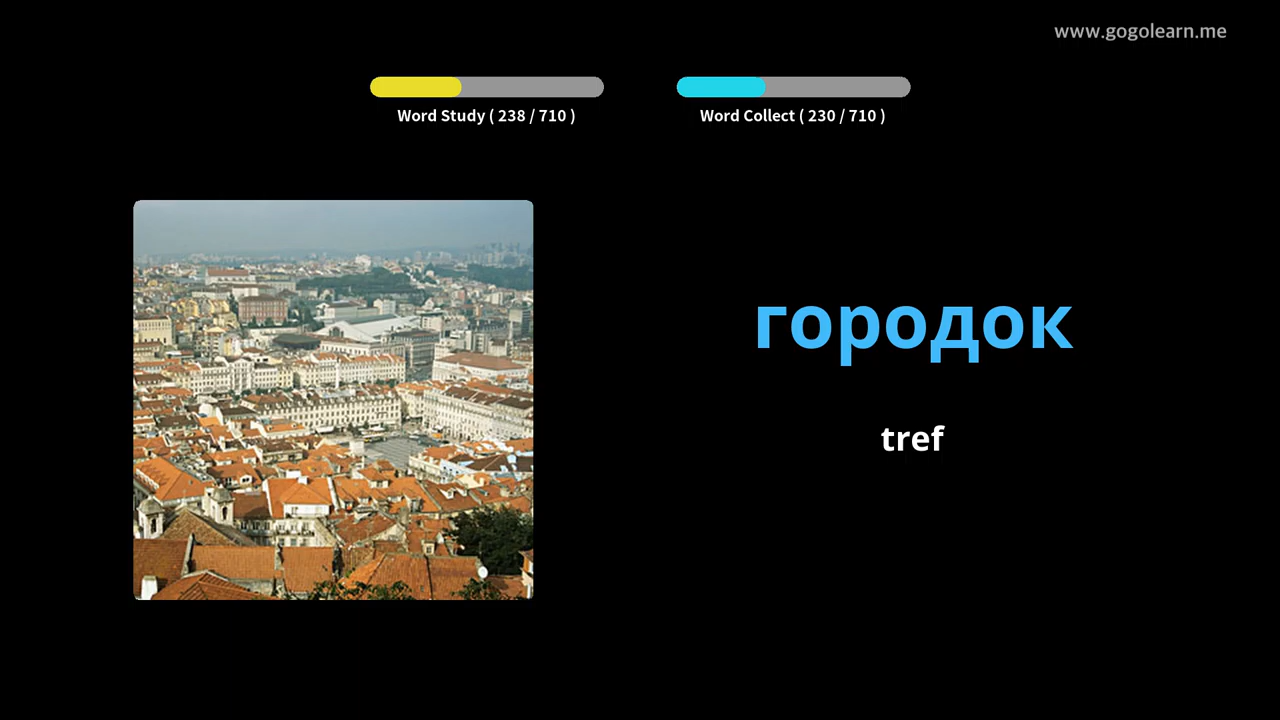 www.gogolearn.me
Word Study ( 238 / 710 )
Word Collect ( 230 / 710 )
городок
tref